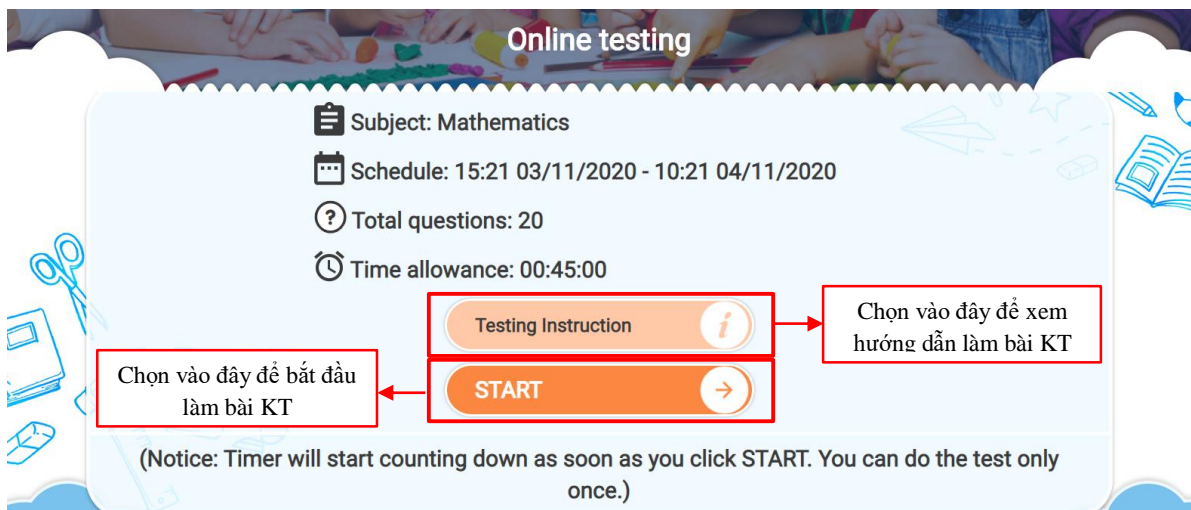 Online testing
Subject: Mathematics
Schedule: 15:21 03/11/2020 - 10:21 04/11/2020
Total questions: 20
Time allowance: 00:45:00
Testing Instruction
Chọn vào đây để xem
hướng dẫn làm bài KT
Chọn vào đây để bắt đầu
làm bài KT
START
(Notice: Timer will start counting down as soon as you click START. You can do the test only
once.)